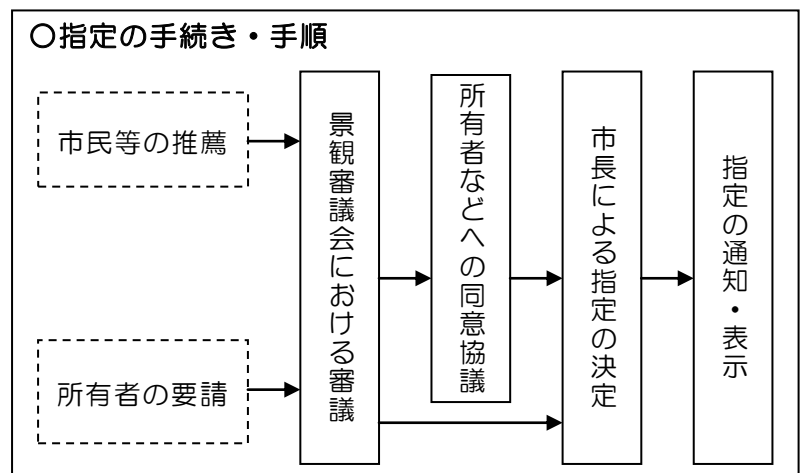 〇指定の手続き・手順
市民等の推薦
所有者の要請
景観審議会における審議
所有者などへの同意協議
市長による指定の決定
指定の通知・表示